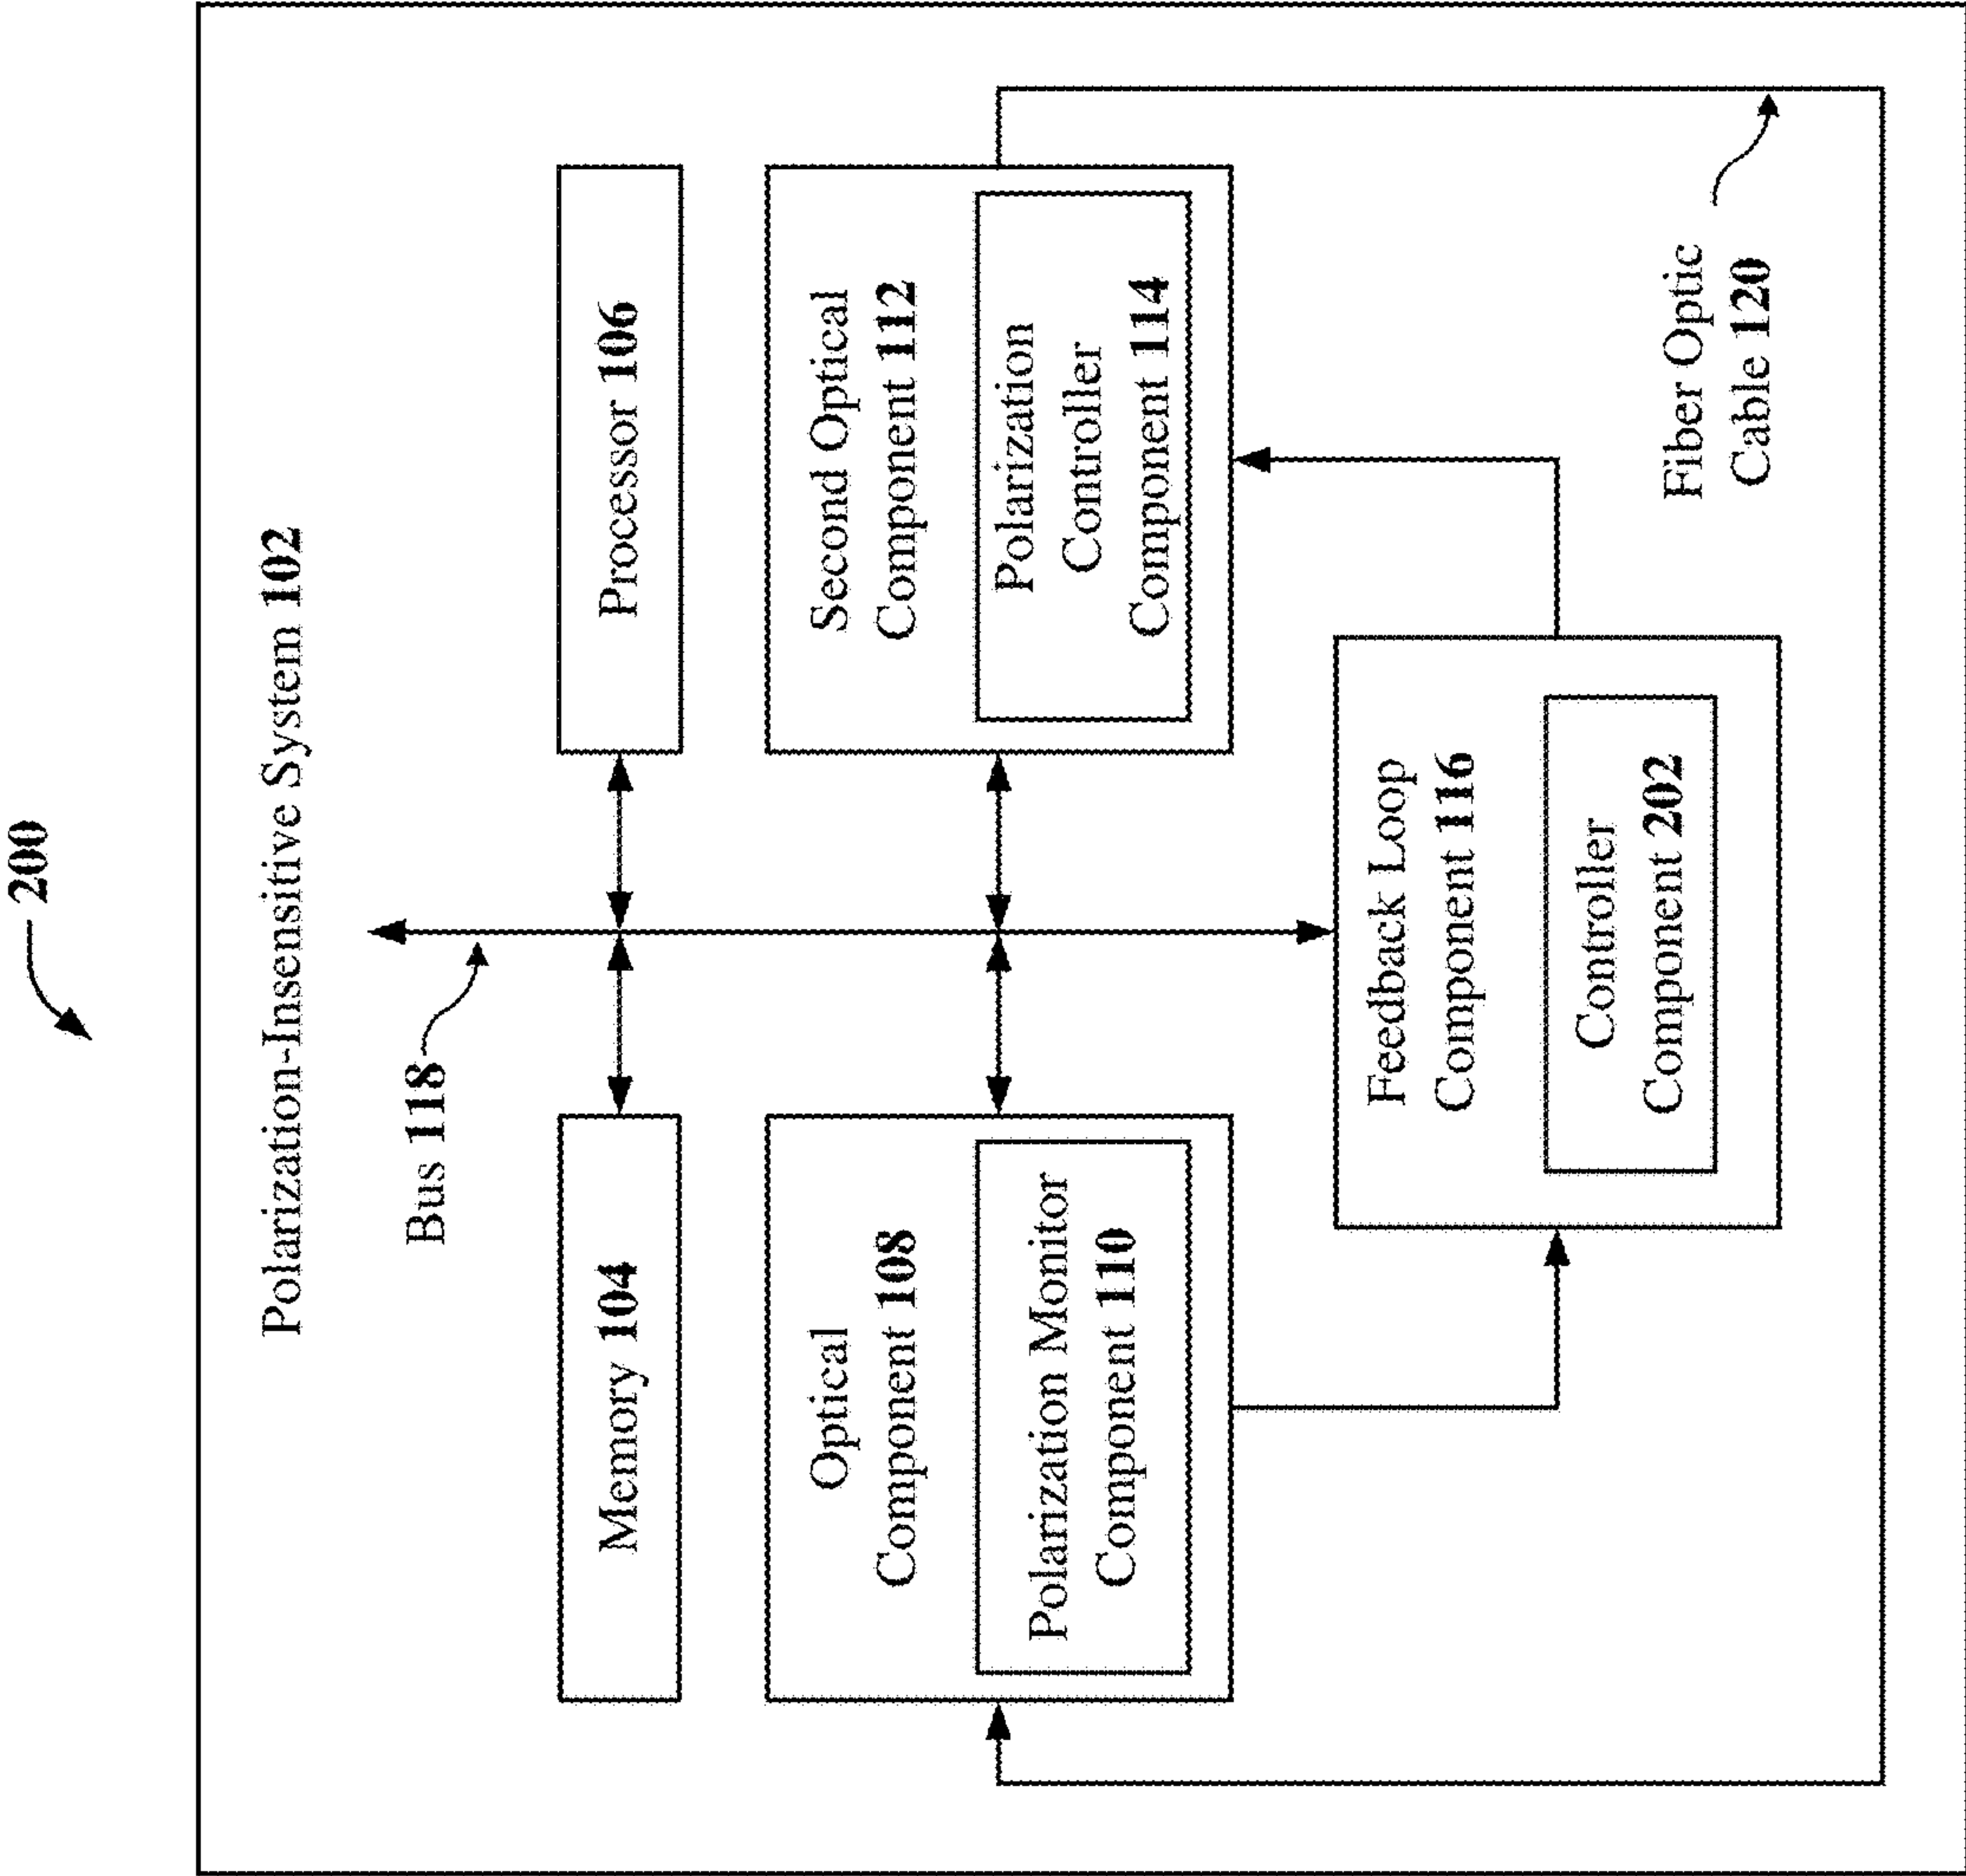 200
Polarization-Insensitive System 102
Bus 118
Memory 104
Processor 106
Optical
Component 108
Polarization Monitor
Component 110
Second Optical
Component 112
Polarization
Controller
Component 114
Feedback Loop
Component 116
Controller
Component 202
Fiber Optic
Cable 120